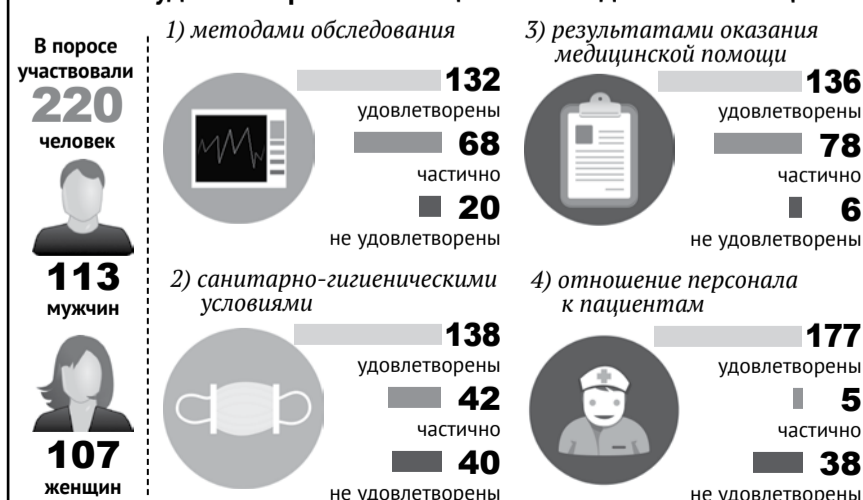 В поросе
участвовали
220
человек
113
мужчин
107
женщин
1) методами обследования
132
удовлетворены
68
частично
20
не удовлетворены
2) санитарно-гигиеническими
условиями
138
удовлетворены
42
частично
40
не удовлетворены
3) результатами оказания
медицинской помощи
136
удовлетворены
78
частично
6
не удовлетворены
4) отношение персонала
к пациентам
177
удовлетворены
5
частично
38
не удовлетворены